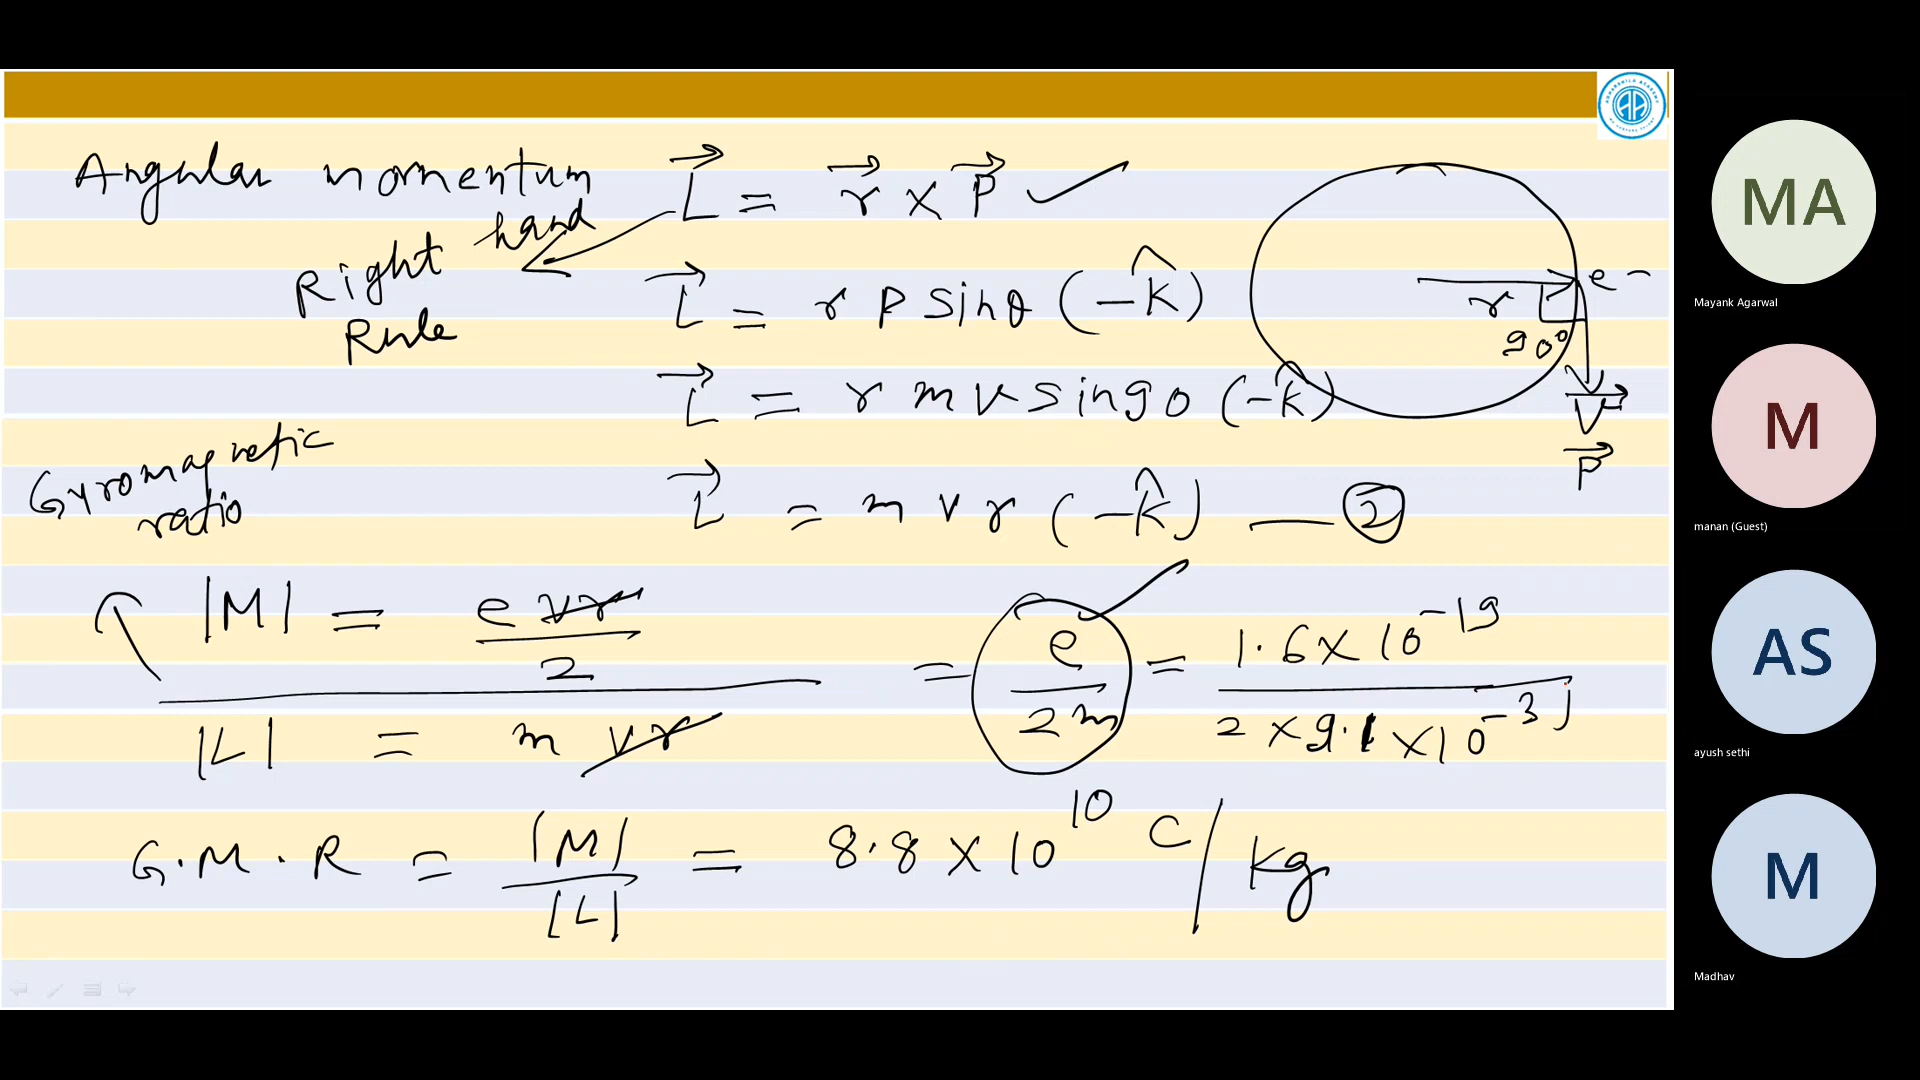 Angular momentum L⃗ = r⃗ × P⃗ ✓
Right hand Rule
L⃗ = r P sinθ (−k̂)
L⃗ = r m v sin90 (−k̂)
L⃗ = m v r (−k̂) — ②
r
e −
90°
V⃗
P⃗
Gyromagnetic ratio
|M| = e vr / 2
|L| = m vr
= e / 2m = 1.6 × 10⁻¹⁹ / 2 × 9.1 × 10⁻³¹
G.M.R = |M| / |L| = 8.8 × 10¹⁰ C / kg
MA
Mayank Agarwal
M
manan (Guest)
AS
ayush sethi
M
Madhav